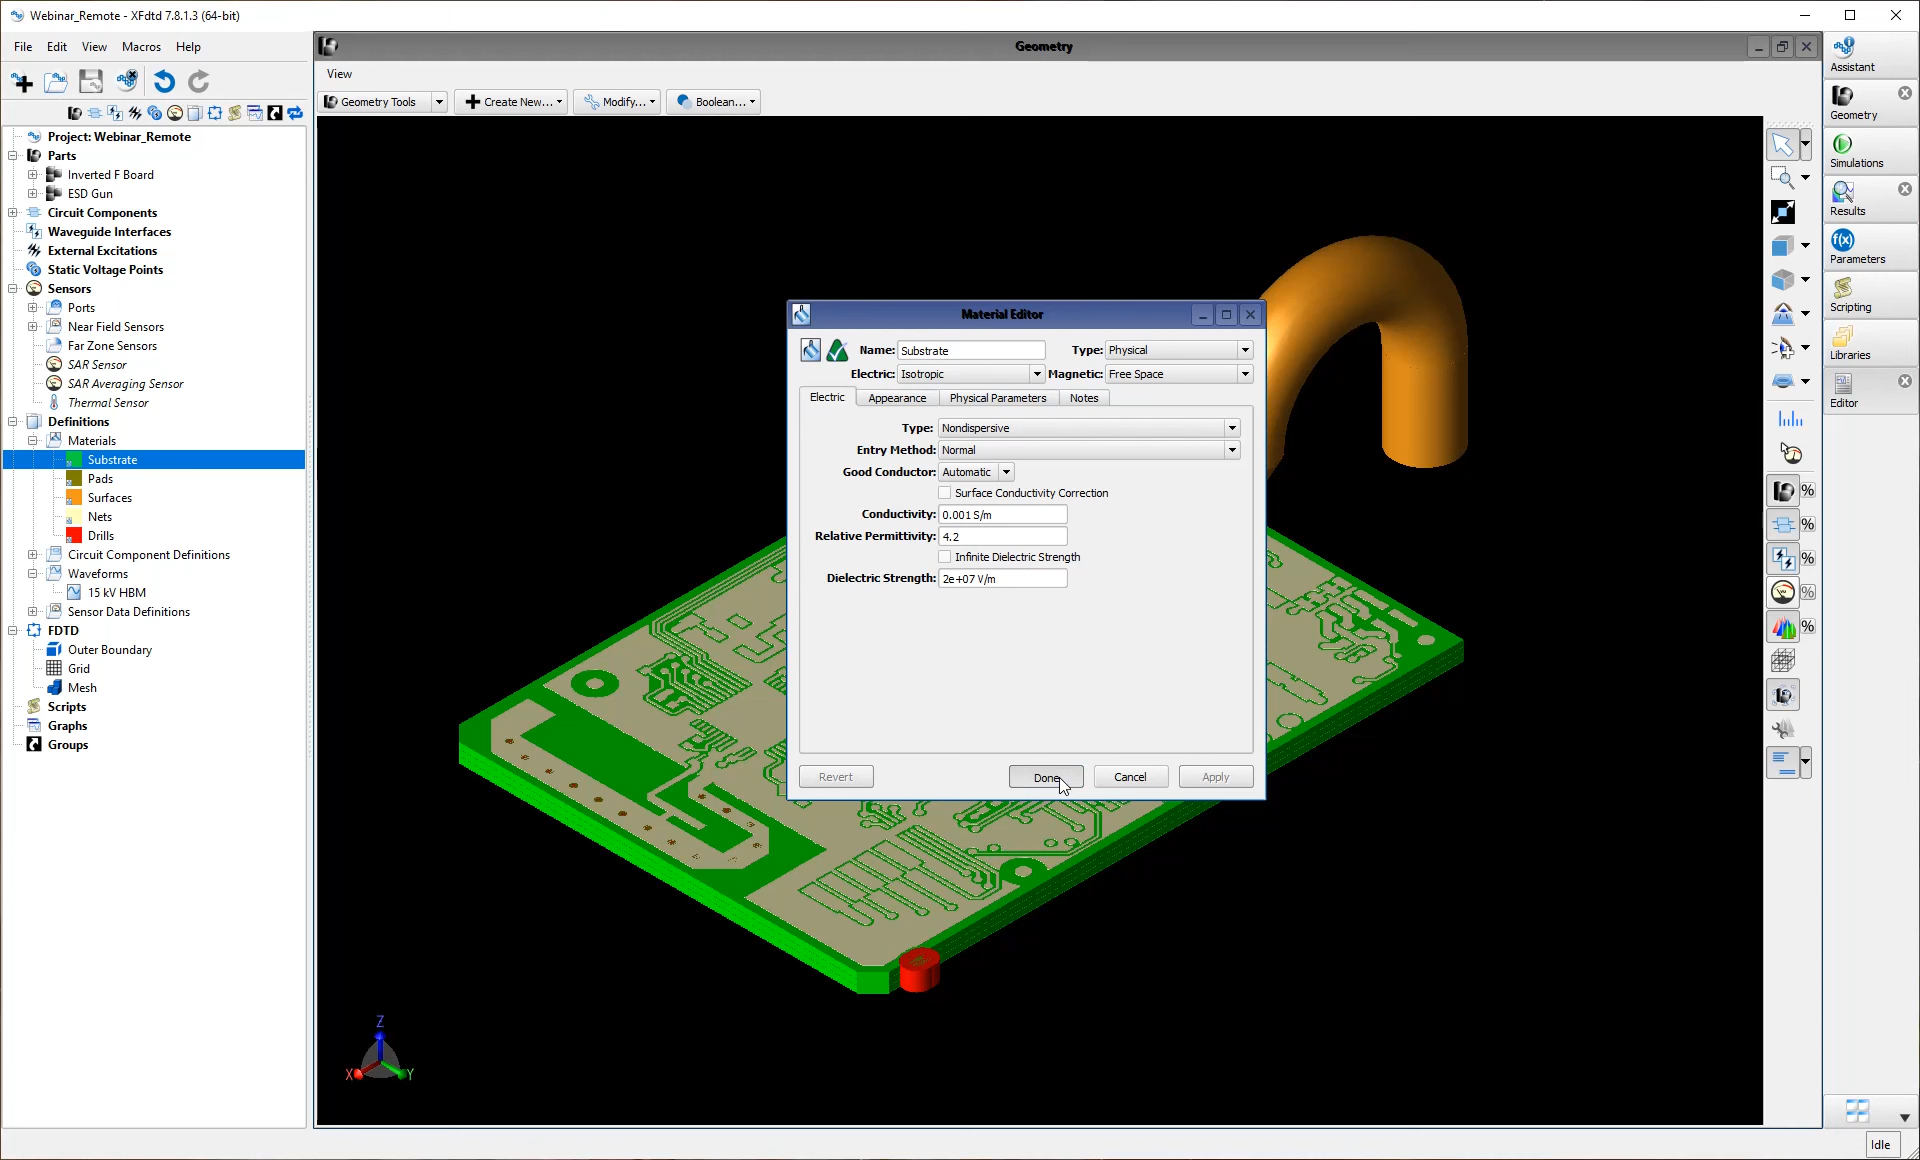 Webinar_Remote - XFdtd 7.8.1.3 (64-bit)
File Edit View Macros Help
Project: Webinar_Remote
Parts
Inverted F Board
ESD Gun
Circuit Components
Waveguide Interfaces
External Excitations
Static Voltage Points
Sensors
Ports
Near Field Sensors
Far Zone Sensors
SAR Sensor
SAR Averaging Sensor
Thermal Sensor
Definitions
Materials
Substrate
Pads
Surfaces
Nets
Drills
Circuit Component Definitions
Waveforms
15 kV HBM
Sensor Data Definitions
FDTD
Outer Boundary
Grid
Mesh
Scripts
Graphs
Groups
Geometry
View
Geometry Tools Create New... Modify... Boolean...
Material Editor
Name: Substrate Type: Physical
Electric: Isotropic Magnetic: Free Space
Electric Appearance Physical Parameters Notes
Type: Nondispersive
Entry Method: Normal
Good Conductor: Automatic
Surface Conductivity Correction
Conductivity: 0.001 S/m
Relative Permittivity: 4.2
Infinite Dielectric Strength
Dielectric Strength: 2e+07 V/m
Revert Done Cancel Apply
Z
X Y
%
%
%
%
%
Assistant
Geometry
Simulations
Results
f(x)
Parameters
Scripting
Libraries
Editor
Idle